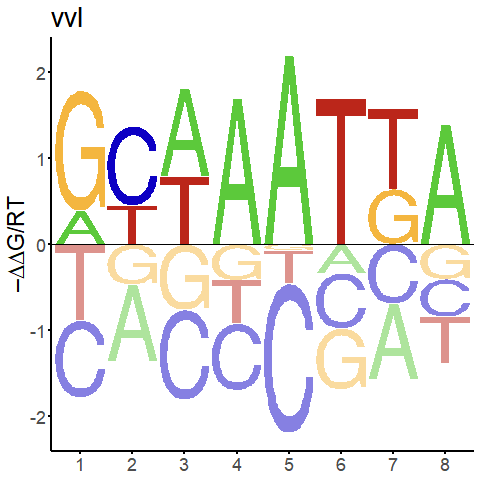 vvl
−ΔΔG/RT
2
1
0
-1
-2
G C A A A T T A
A T T G
T G G G G A C G
C A C T T C A C
C C G T
1 2 3 4 5 6 7 8